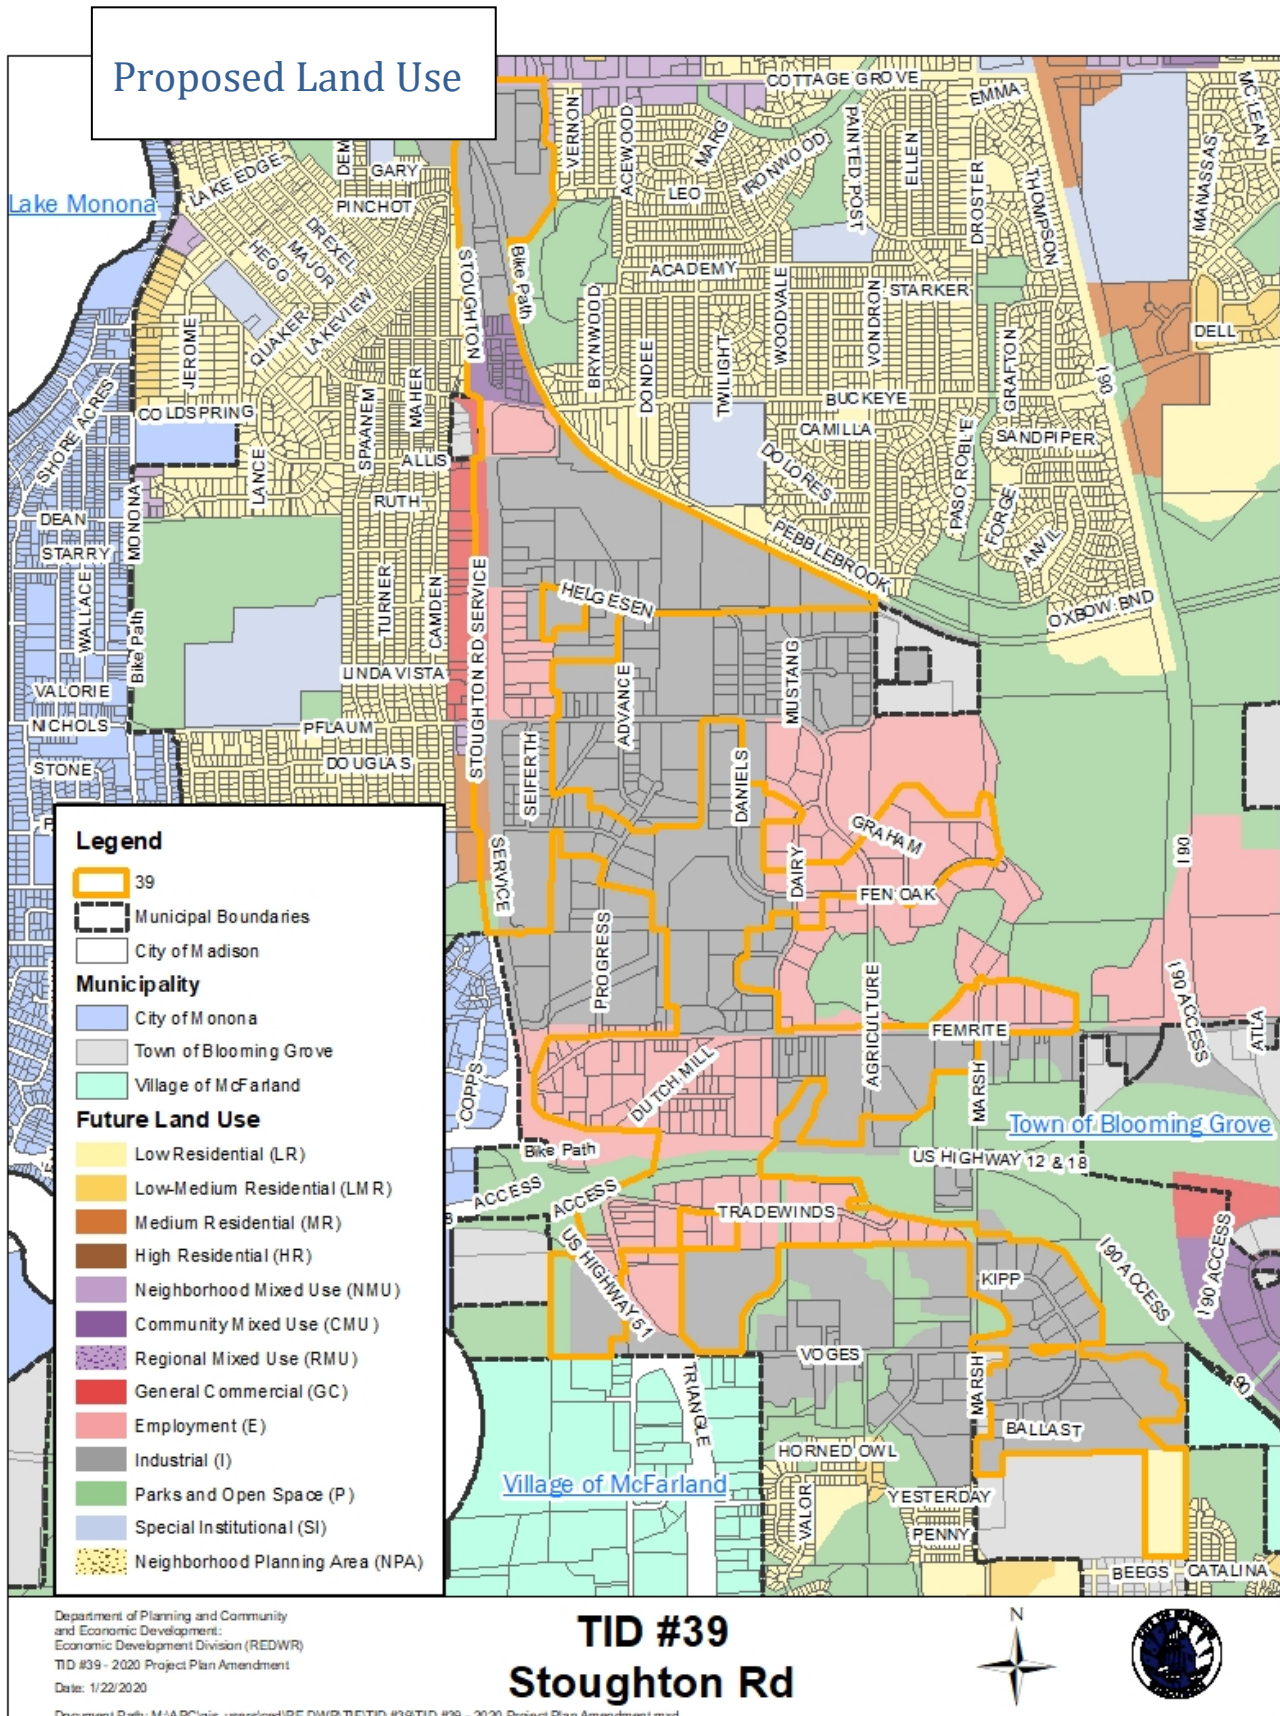 Proposed Land Use
COTTAGE GROVE
EMMA
MCLEAN
VERNON
ACEWOOD
MARG
PAINTED POST
ELLEN
MANASSAS
DEM
GARY
LAKE EDGE
LEO
IRONWOOD
DROSTER
THOMPSON
Lake Monona
PINCHOT
DREXEL
MAJOR
HEGG
STOUGHTON
Bike Path
ACADEMY
WOODVALE
STARKER
VONDRON
QUAKER
LAKEVIEW
JEROME
BRYNWOOD
DONDEE
TWILIGHT
GRAFTON
DELL
I 90
SHORE ACRES
COLDSPRING
SPAANEM
MAHER
BUCKEYE
CAMILLA
SANDPIPER
LANCE
ALLIS
DOLORES
PASO ROBLE
RUTH
FORGE
ANVIL
DEAN
MONONA
STARRY
WALLACE
TURNER
CAMDEN
STOUGHTON RD SERVICE
PEBBLEBROOK
HELGESEN
OXBOW BND
Bike Path
LINDA VISTA
ADVANCE
MUSTANG
VALORIE
NICHOLS
PFLAUM
STONE
DOUGLAS
SEIFERTH
DANIELS
GRAHAM
I 90
SERVICE
DAIRY
FEN OAK
PROGRESS
AGRICULTURE
FEMRITE
I 90 ACCESS
ATLA
COPPS
DUTCH MILL
MARSH
Town of Blooming Grove
Bike Path
US HIGHWAY 12 & 18
ACCESS
ACCESS
TRADEWINDS
US HIGHWAY 51
KIPP
I 90 ACCESS
I 90 ACCESS
VOGES
TRIANGLE
MARSH
90
BALLAST
HORNED OWL
Village of McFarland
VALOR
YESTERDAY
PENNY
BEEGS
CATALINA
Legend
39
Municipal Boundaries
City of Madison
Municipality
City of Monona
Town of Blooming Grove
Village of McFarland
Future Land Use
Low Residential (LR)
Low-Medium Residential (LMR)
Medium Residential (MR)
High Residential (HR)
Neighborhood Mixed Use (NMU)
Community Mixed Use (CMU)
Regional Mixed Use (RMU)
General Commercial (GC)
Employment (E)
Industrial (I)
Parks and Open Space (P)
Special Institutional (SI)
Neighborhood Planning Area (NPA)
Department of Planning and Community
and Economic Development:
Economic Development Division (REDWR)
TID #39 - 2020 Project Plan Amendment
Date: 1/22/2020
TID #39
Stoughton Rd
N